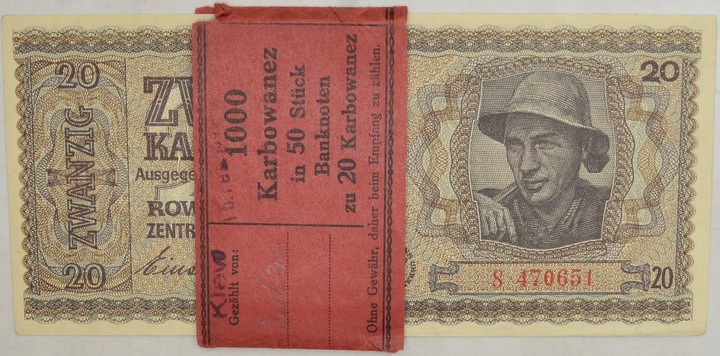 20
20
ZWANZIG
20
20
ZW
KA
Ausgegeben
ROW
ZENTR
1000
Karbowanez
in 50 Stück
Banknoten
zu 20 Karbowanez
Kiew
Gezählt von:
Ohne Gewähr, daher beim Empfang zu zählen.
8·470651